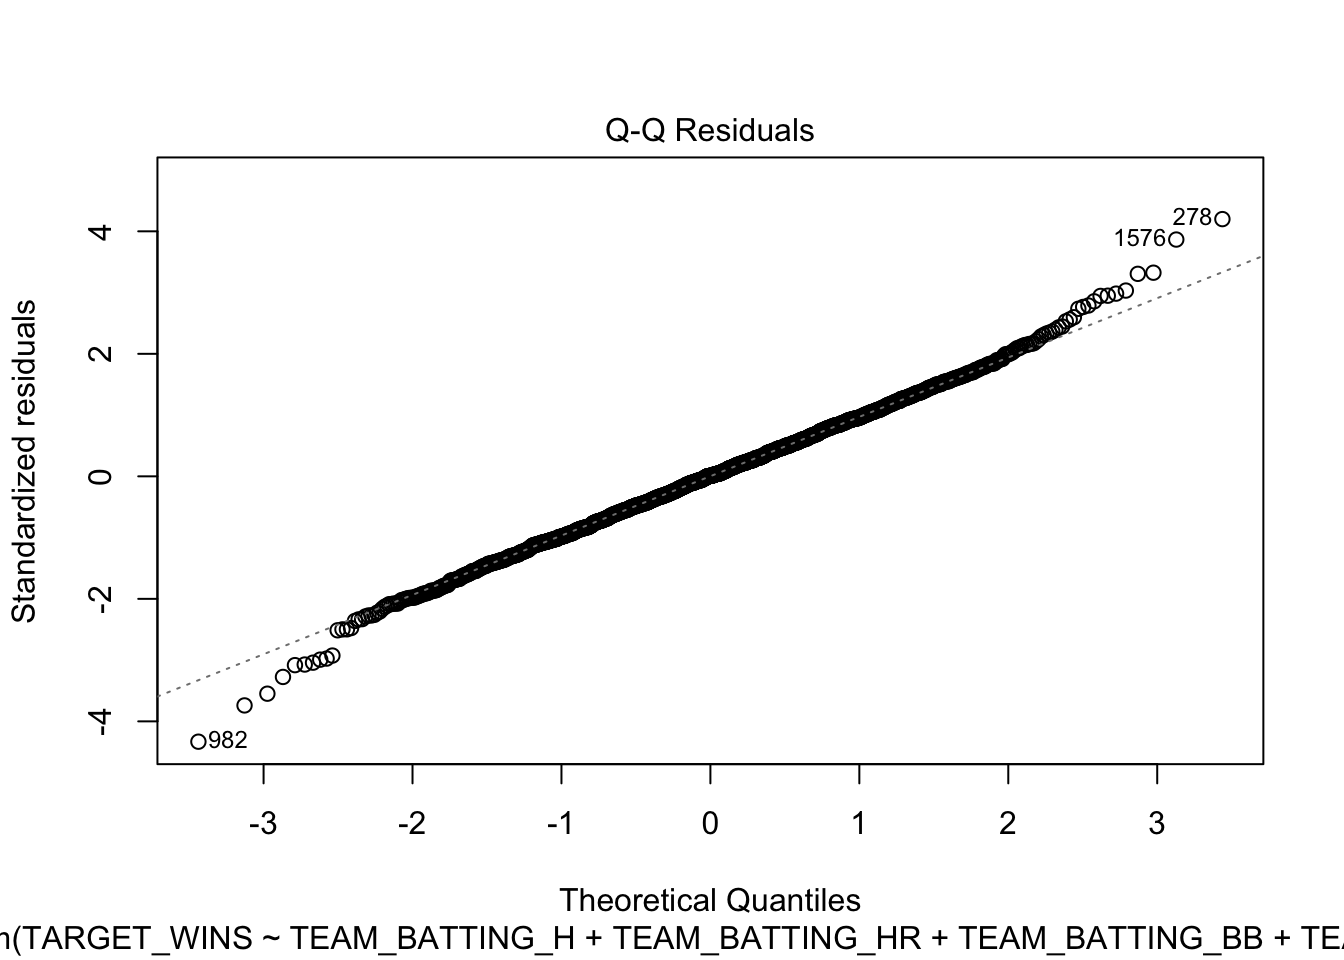 Q-Q Residuals
Standardized residuals
4
2
0
-2
-4
278
1576
982
-3 -2 -1 0 1 2 3
Theoretical Quantiles
(TARGET_WINS ~ TEAM_BATTING_H + TEAM_BATTING_HR + TEAM_BATTING_BB +